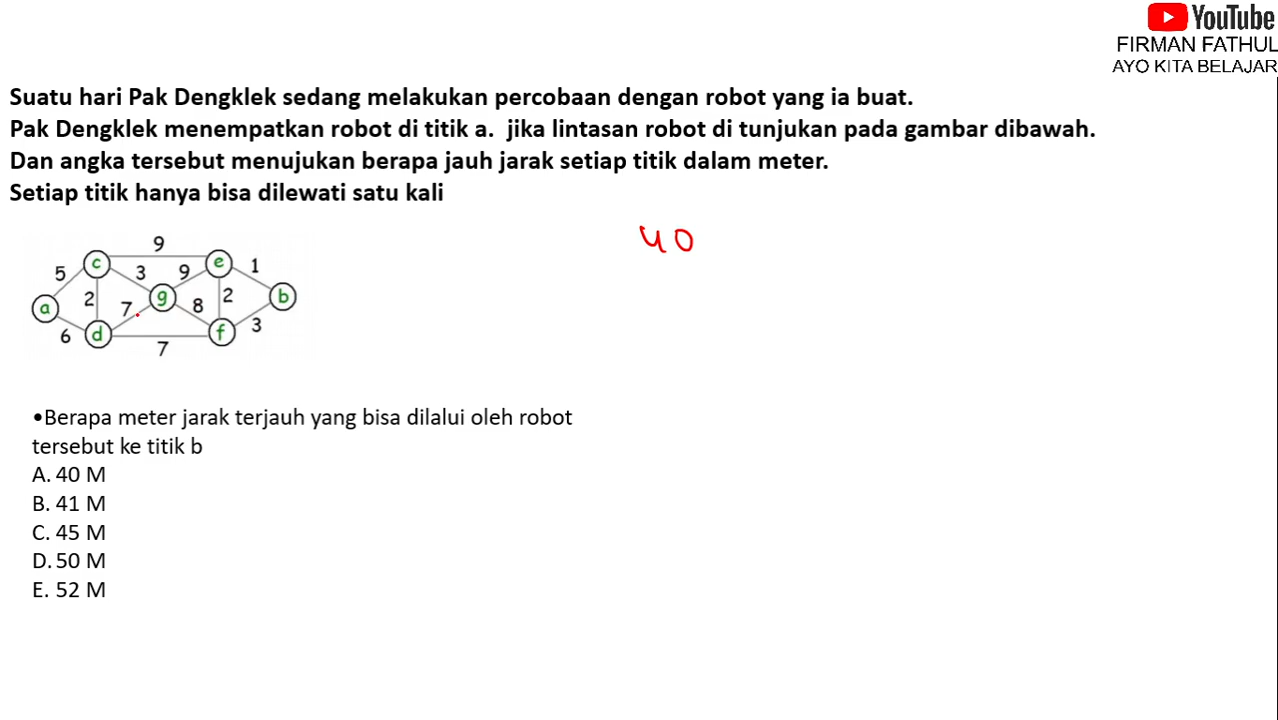 YouTube
FIRMAN FATHUL
AYO KITA BELAJAR
Suatu hari Pak Dengklek sedang melakukan percobaan dengan robot yang ia buat.
Pak Dengklek menempatkan robot di titik a. jika lintasan robot di tunjukan pada gambar dibawah.
Dan angka tersebut menujukan berapa jauh jarak setiap titik dalam meter.
Setiap titik hanya bisa dilewati satu kali
40
9
c e
5 3 9 1
2 g 2 b
a 7 8
6 d f 3
7
•Berapa meter jarak terjauh yang bisa dilalui oleh robot
tersebut ke titik b
A. 40 M
B. 41 M
C. 45 M
D. 50 M
E. 52 M